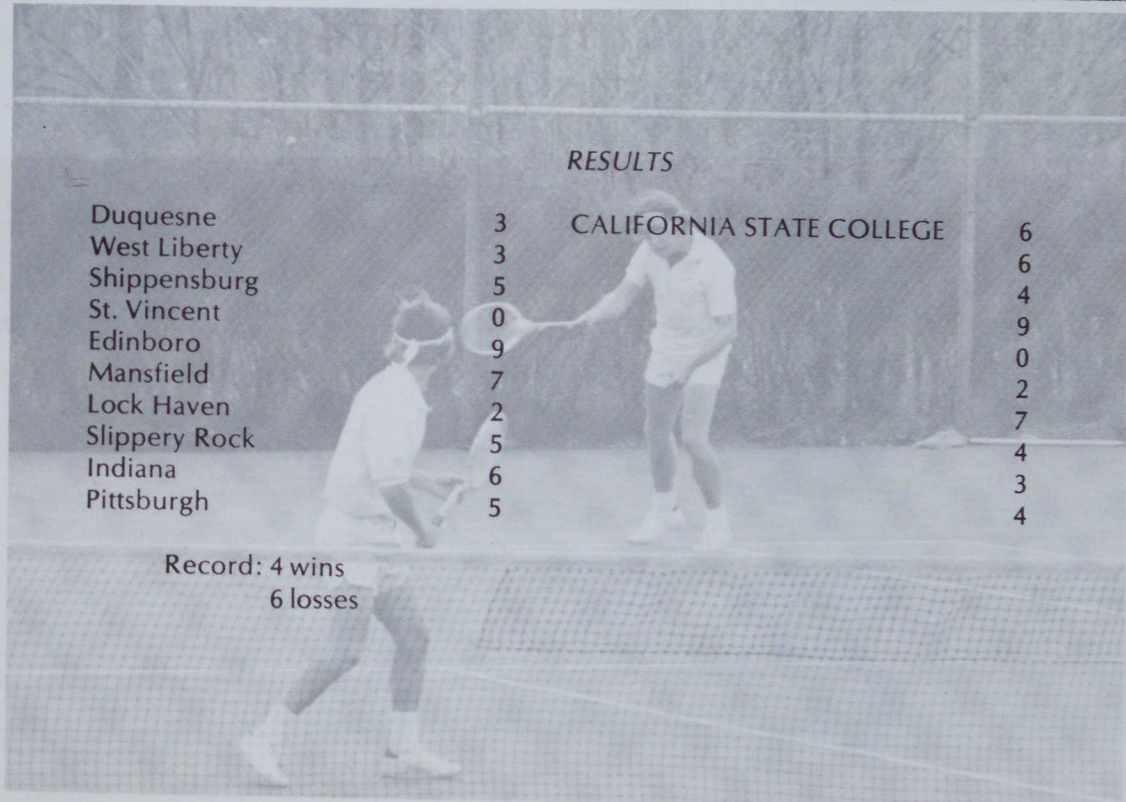 RESULTS
Duquesne 3 CALIFORNIA STATE COLLEGE 6
West Liberty 3 6
Shippensburg 5 4
St. Vincent 0 9
Edinboro 9 0
Mansfield 7 2
Lock Haven 2 7
Slippery Rock 5 4
Indiana 6 3
Pittsburgh 5 4
Record: 4 wins
6 losses